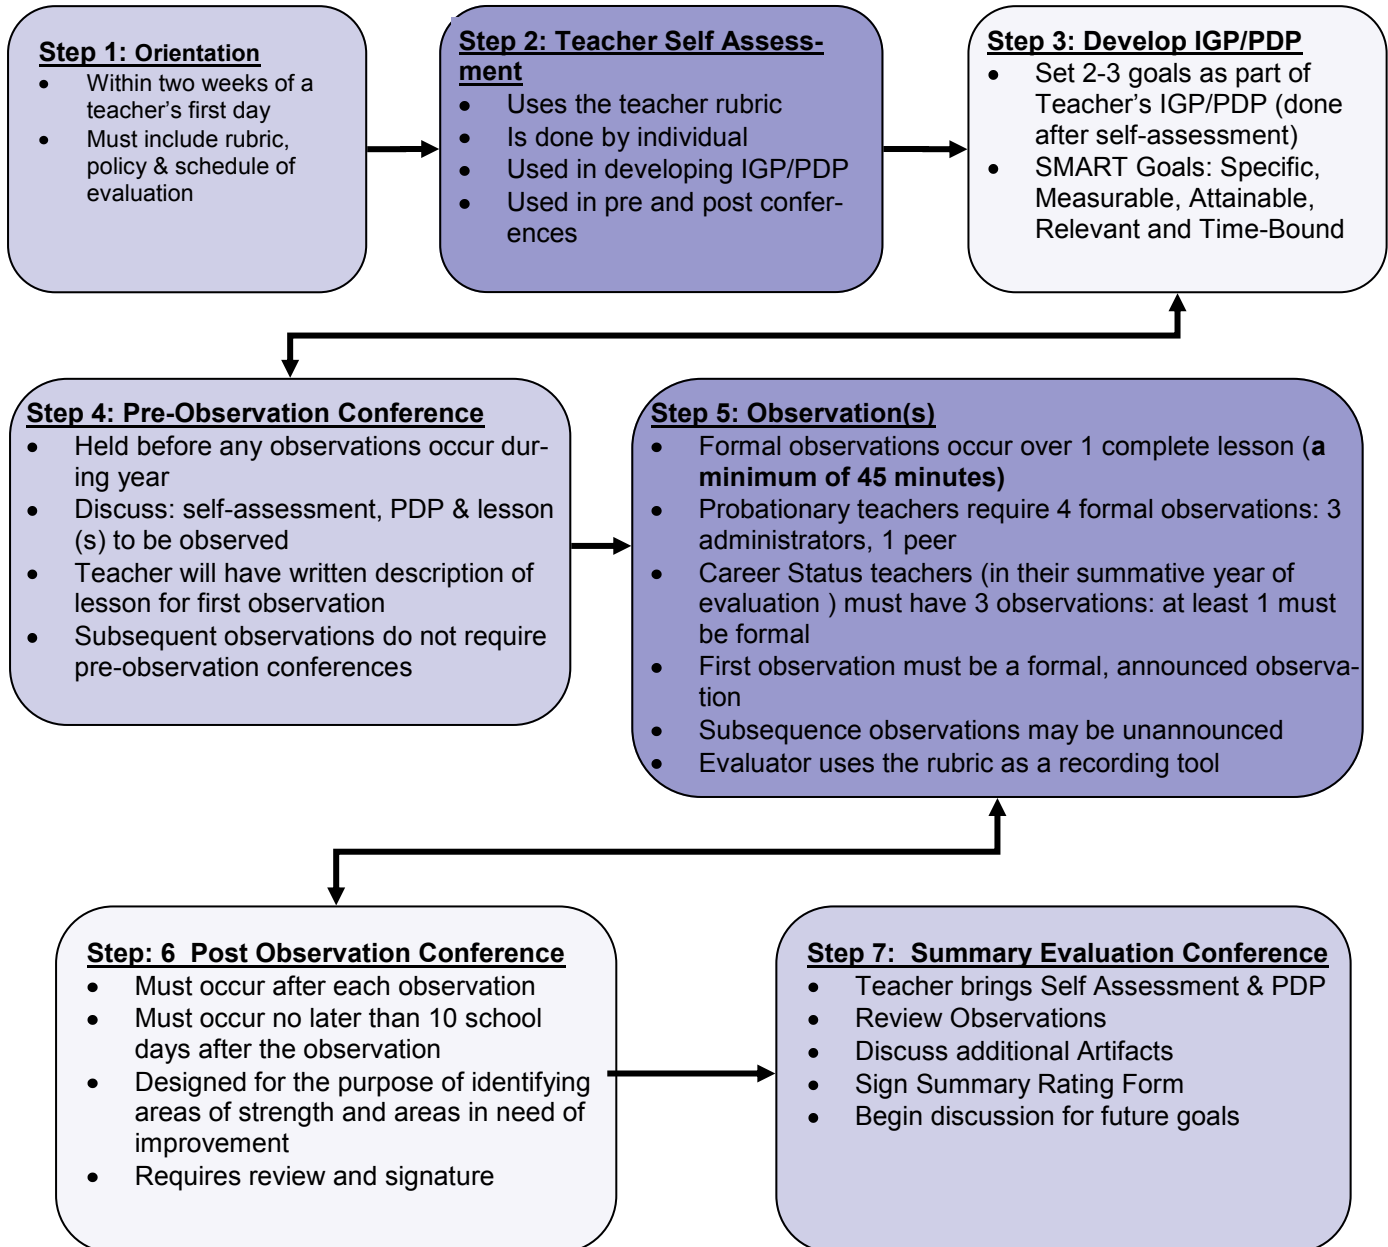 Step 1: Orientation
• Within two weeks of a
teacher’s first day
• Must include rubric,
policy & schedule of
evaluation
Step 2: Teacher Self Assess-
ment
• Uses the teacher rubric
• Is done by individual
• Used in developing IGP/PDP
• Used in pre and post confer-
ences
Step 3: Develop IGP/PDP
• Set 2-3 goals as part of
Teacher’s IGP/PDP (done
after self-assessment)
• SMART Goals: Specific,
Measurable, Attainable,
Relevant and Time-Bound
Step 4: Pre-Observation Conference
• Held before any observations occur dur-
ing year
• Discuss: self-assessment, PDP & lesson
(s) to be observed
• Teacher will have written description of
lesson for first observation
• Subsequent observations do not require
pre-observation conferences
Step 5: Observation(s)
• Formal observations occur over 1 complete lesson (a
minimum of 45 minutes)
• Probationary teachers require 4 formal observations: 3
administrators, 1 peer
• Career Status teachers (in their summative year of
evaluation ) must have 3 observations: at least 1 must
be formal
• First observation must be a formal, announced observa-
tion
• Subsequence observations may be unannounced
• Evaluator uses the rubric as a recording tool
Step: 6  Post Observation Conference
• Must occur after each observation
• Must occur no later than 10 school
days after the observation
• Designed for the purpose of identifying
areas of strength and areas in need of
improvement
• Requires review and signature
Step 7:  Summary Evaluation Conference
• Teacher brings Self Assessment & PDP
• Review Observations
• Discuss additional Artifacts
• Sign Summary Rating Form
• Begin discussion for future goals